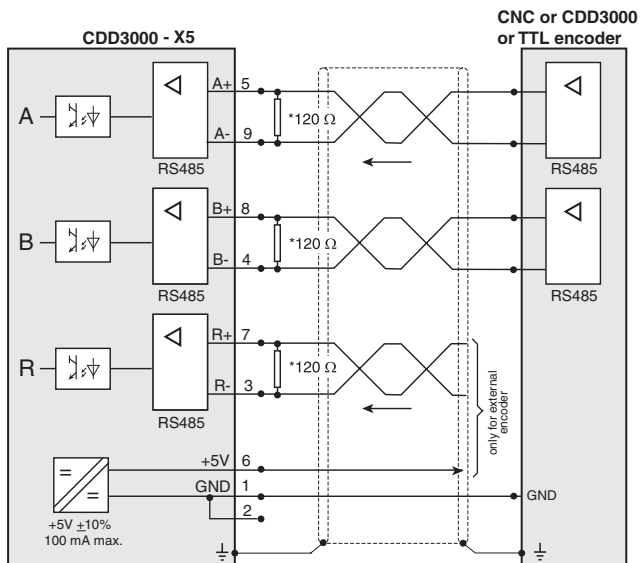 CDD3000 - X5
CNC or CDD3000
or TTL encoder
A
RS485
A+ 5
A- 9
*120 Ω
RS485
B
RS485
B+ 8
B- 4
*120 Ω
RS485
R
RS485
R+ 7
R- 3
*120 Ω
only for external
encoder
+5V 6
GND 1
2
GND
+5V ±10%
100 mA max.